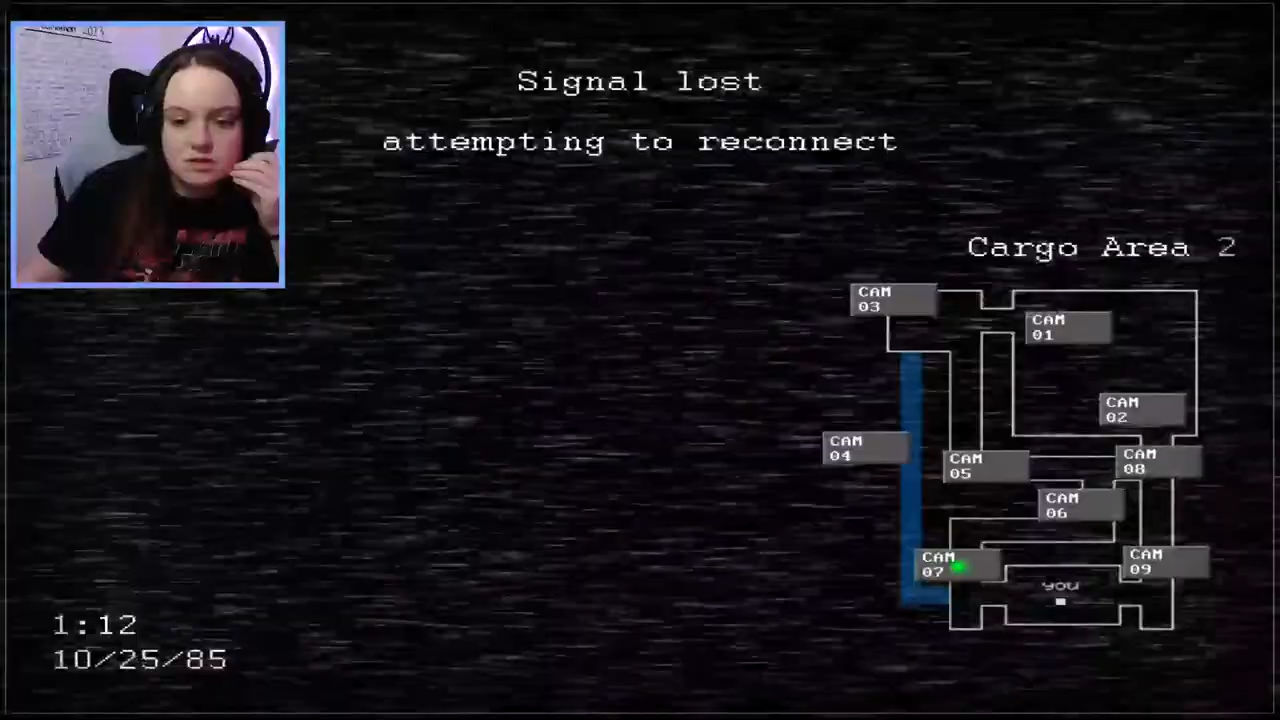 2023
Signal lost
attempting to reconnect
Cargo Area 2
CAM
03
CAM
01
CAM
02
CAM
04
CAM
05
CAM
08
CAM
06
CAM
07
CAM
09
you
1:12
10/25/85